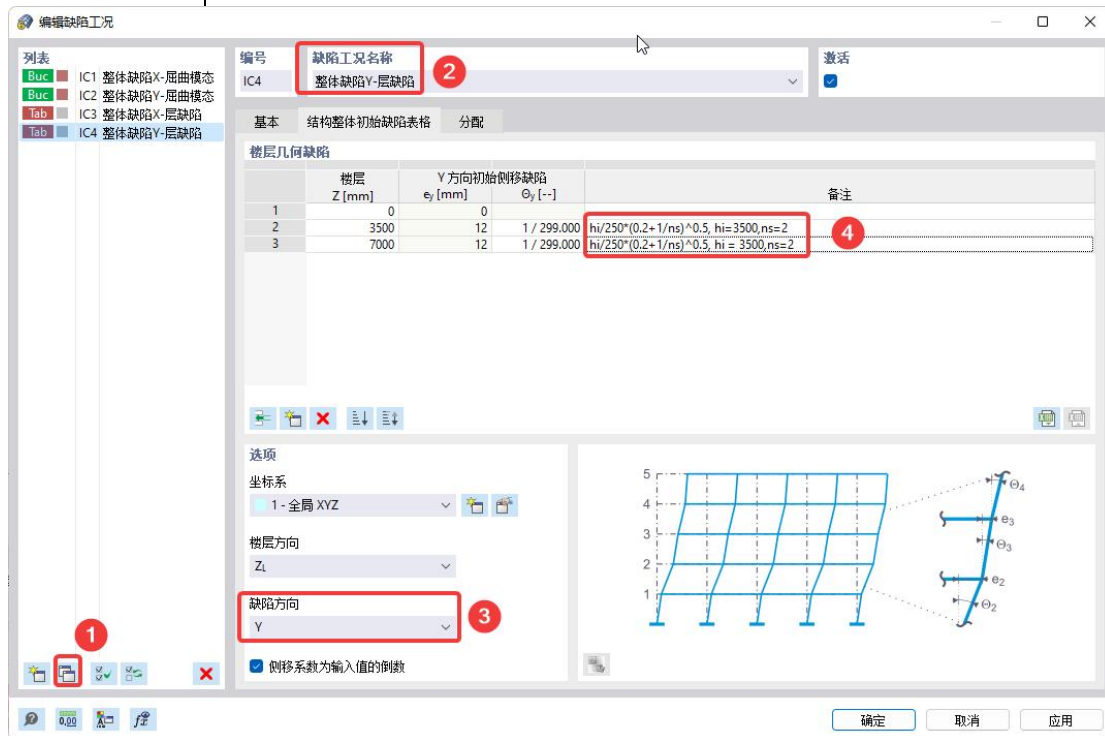 编辑缺陷工况
列表
Buc IC1 整体缺陷X-屈曲模态
Buc IC2 整体缺陷Y-屈曲模态
Tab IC3 整体缺陷X-层缺陷
Tab IC4 整体缺陷Y-层缺陷
编号
IC4
缺陷工况名称
整体缺陷Y-层缺陷
2
激活
基本 结构整体初始缺陷表格 分配
楼层几何缺陷
楼层 Y 方向初始侧移缺陷
Z [mm] ey [mm] Θy [--] 备注
1 0 0
2 3500 12 1 / 299.000 hi/250*(0.2+1/ns)^0.5, hi=3500,ns=2
3 7000 12 1 / 299.000 hi/250*(0.2+1/ns)^0.5, hi = 3500,ns=2
4
选项
坐标系
1 - 全局 XYZ
楼层方向
ZL
缺陷方向
Y
3
侧移系数为输入值的倒数
5
4
3
2
1
Θ4
e3
Θ3
e2
Θ2
1
0,00
确定 取消 应用